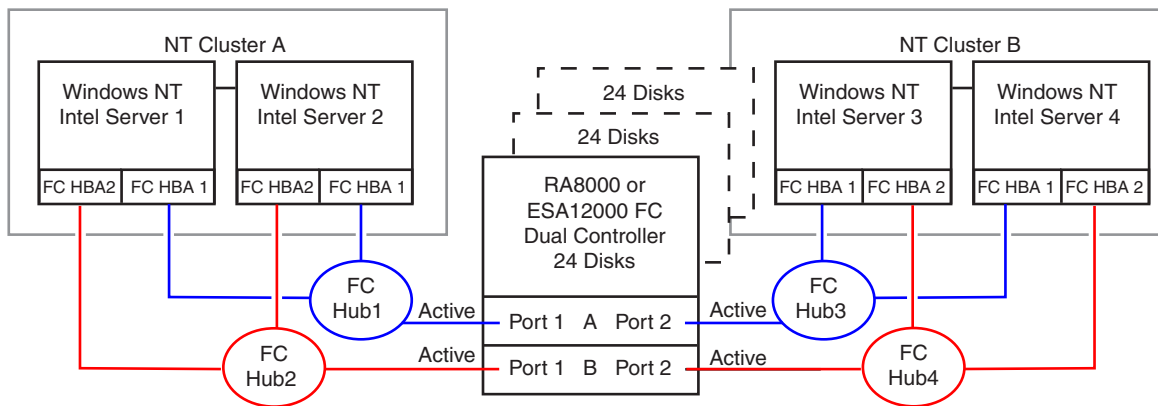 NT Cluster A
Windows NT
Intel Server 1
FC HBA2
FC HBA 1
Windows NT
Intel Server 2
FC HBA2
FC HBA 1
24 Disks
24 Disks
RA8000 or
ESA12000 FC
Dual Controller
24 Disks
NT Cluster B
Windows NT
Intel Server 3
FC HBA 1
FC HBA 2
Windows NT
Intel Server 4
FC HBA 1
FC HBA 2
FC
Hub1
Active
Port 1 A Port 2
Active
FC
Hub3
FC
Hub2
Active
Port 1 B Port 2
Active
FC
Hub4